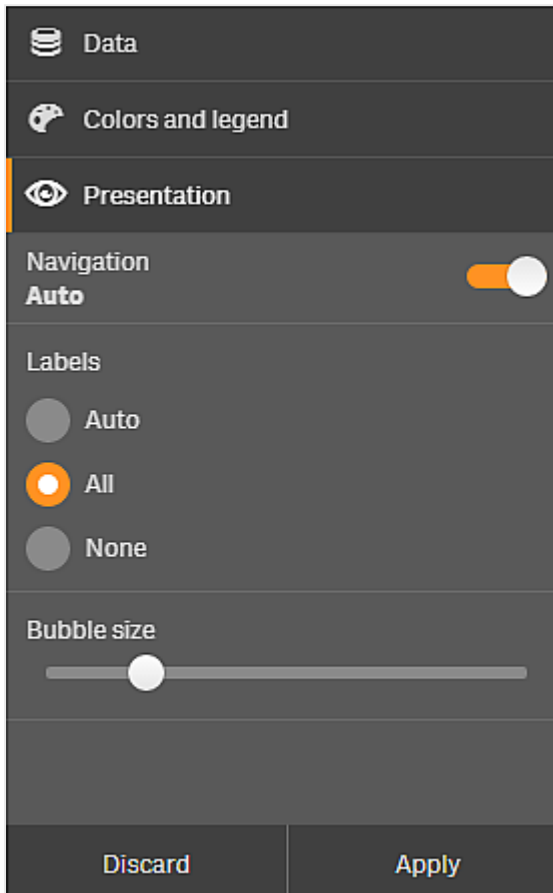 Data
Colors and legend
Presentation
Navigation
Auto
Labels
Auto
All
None
Bubble size
Discard
Apply